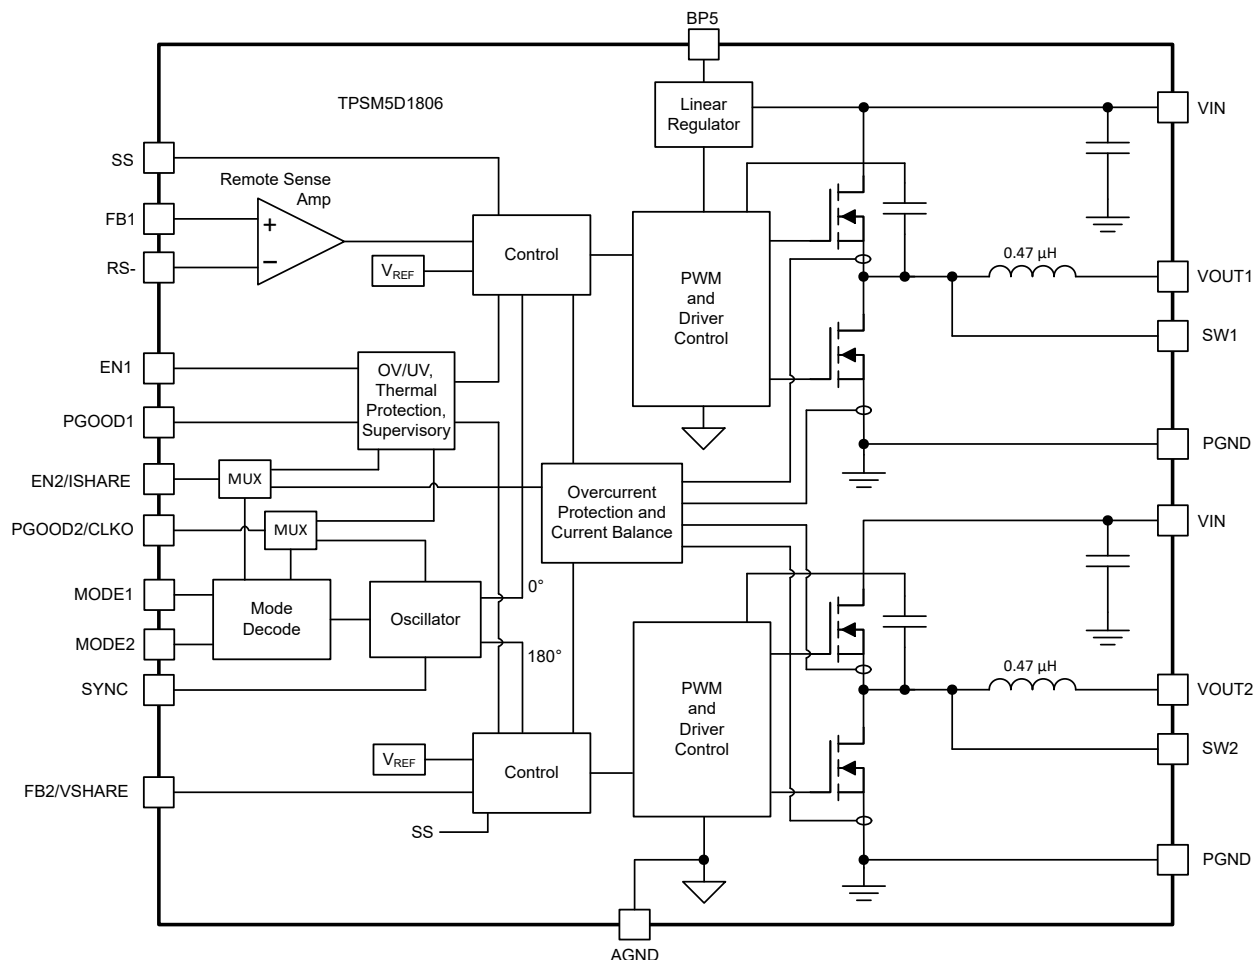 BP5
TPSM5D1806
Linear
Regulator
VIN
SS
Remote Sense
Amp
FB1
+
Control
RS-
−
VREF
PWM
and
Driver
Control
0.47 µH
VOUT1
SW1
EN1
OV/UV,
Thermal
Protection,
Supervisory
PGOOD1
PGND
EN2/ISHARE
MUX
Overcurrent
Protection and
Current Balance
PGOOD2/CLKO
MUX
VIN
MODE1
Mode
Decode
Oscillator
0°
MODE2
180°
SYNC
PWM
and
Driver
Control
0.47 µH
VOUT2
SW2
VREF
Control
FB2/VSHARE
SS
PGND
AGND